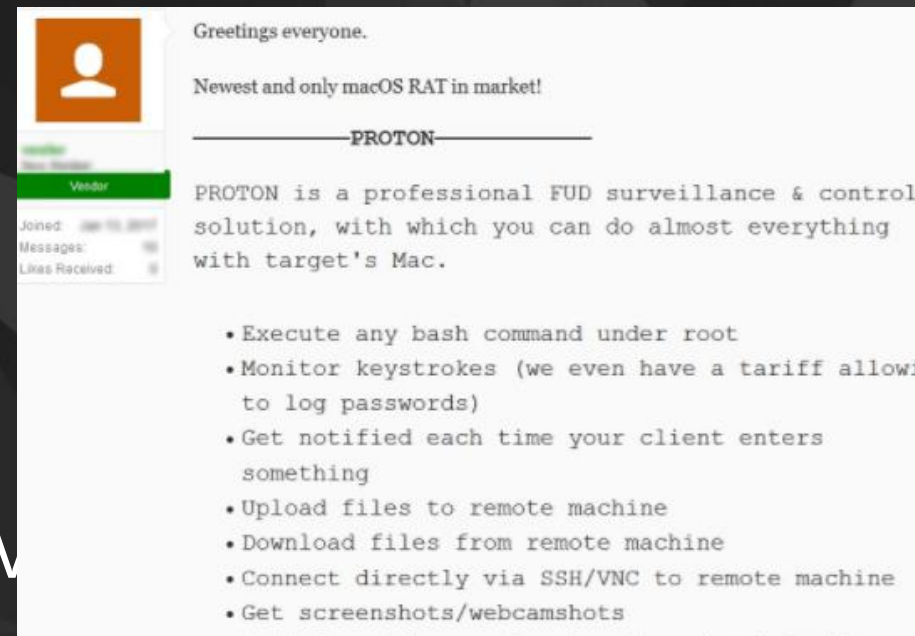 Greetings everyone.
Newest and only macOS RAT in market!
PROTON
Vendor
Joined:
Messages:
Likes Received:
PROTON is a professional FUD surveillance & control
solution, with which you can do almost everything
with target's Mac.
• Execute any bash command under root
• Monitor keystrokes (we even have a tariff allowi
to log passwords)
• Get notified each time your client enters
something
• Upload files to remote machine
• Download files from remote machine
• Connect directly via SSH/VNC to remote machine
• Get screenshots/webcamshots